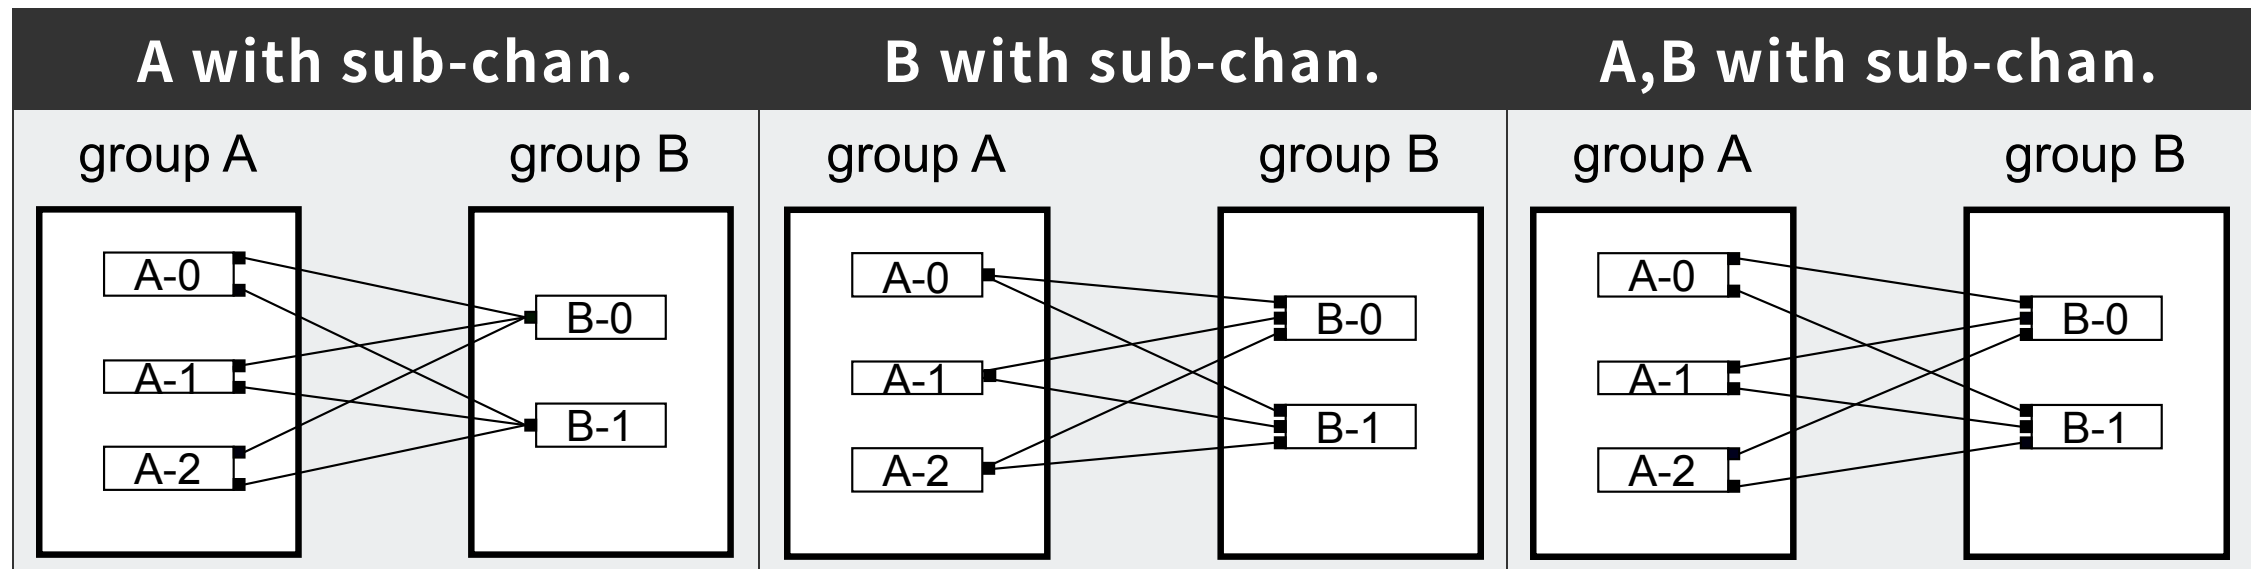 A with sub-chan.
B with sub-chan.
A,B with sub-chan.
group A
group B
A-0
A-1
A-2
B-0
B-1
group A
group B
A-0
A-1
A-2
B-0
B-1
group A
group B
A-0
A-1
A-2
B-0
B-1